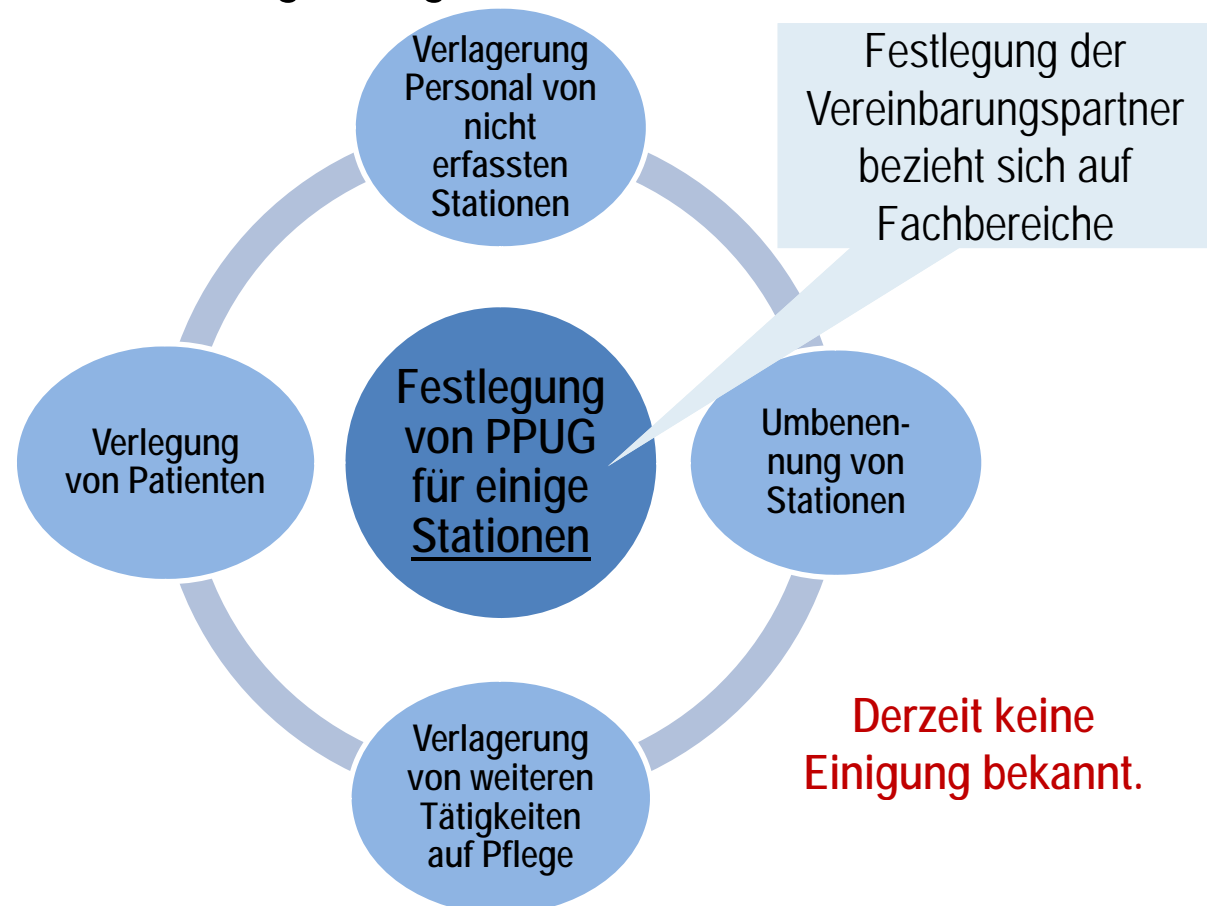 Verlagerung
Personal von
nicht
erfassten
Stationen
Festlegung der
Vereinbarungspartner
bezieht sich auf
Fachbereiche
Festlegung
von PPUG
für einige
Stationen
Verlegung
von Patienten
Umbenen-
nung von
Stationen
Verlagerung
von weiteren
Tätigkeiten
auf Pflege
Derzeit keine
Einigung bekannt.